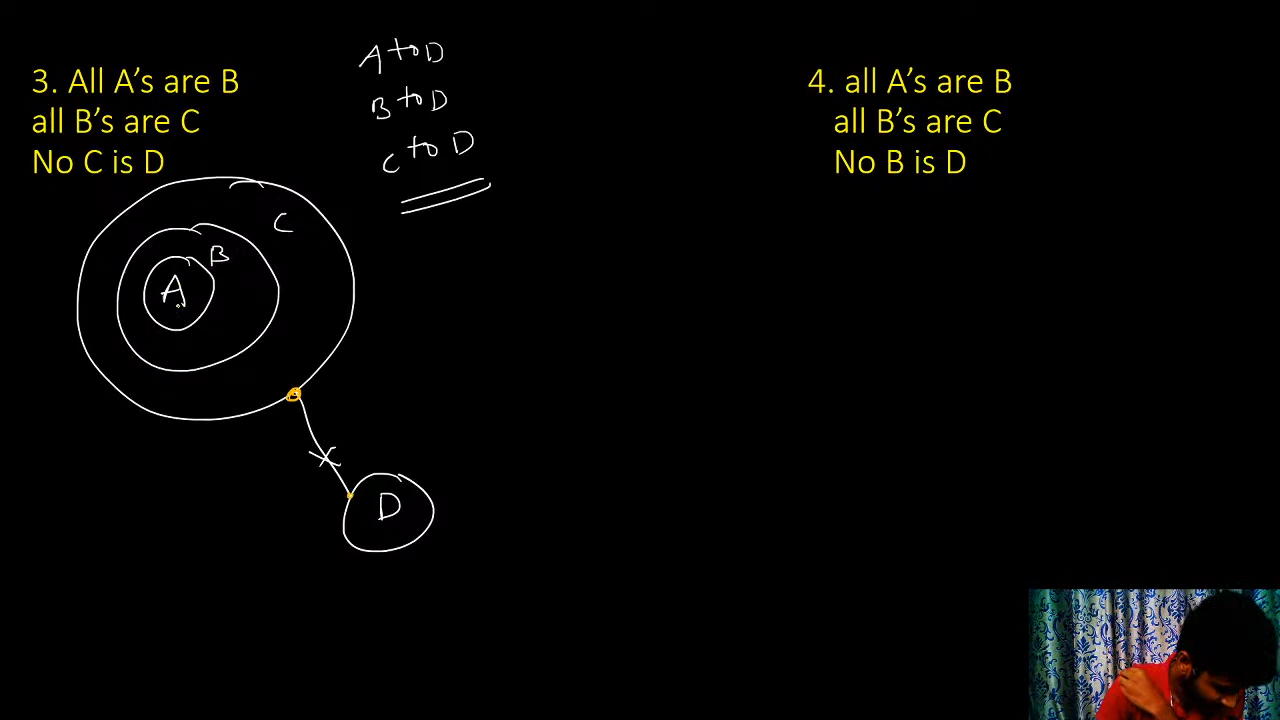 3. All A’s are B
all B’s are C
No C is D
A to D
B to D
C to D
C
B
A
D
4. all A’s are B
all B’s are C
No B is D